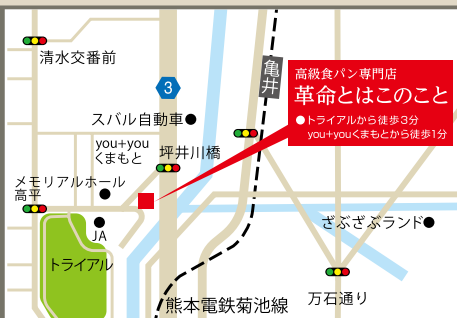 清水交番前
3
亀井
高級食パン専門店
革命とはこのこと
●トライアルから徒歩3分
you+youくまもとから徒歩1分
スバル自動車●
you+you
くまもと
坪井川橋
メモリアルホール
高平
JA
トライアル
ざぶざぶランド●
熊本電鉄菊池線
万石通り